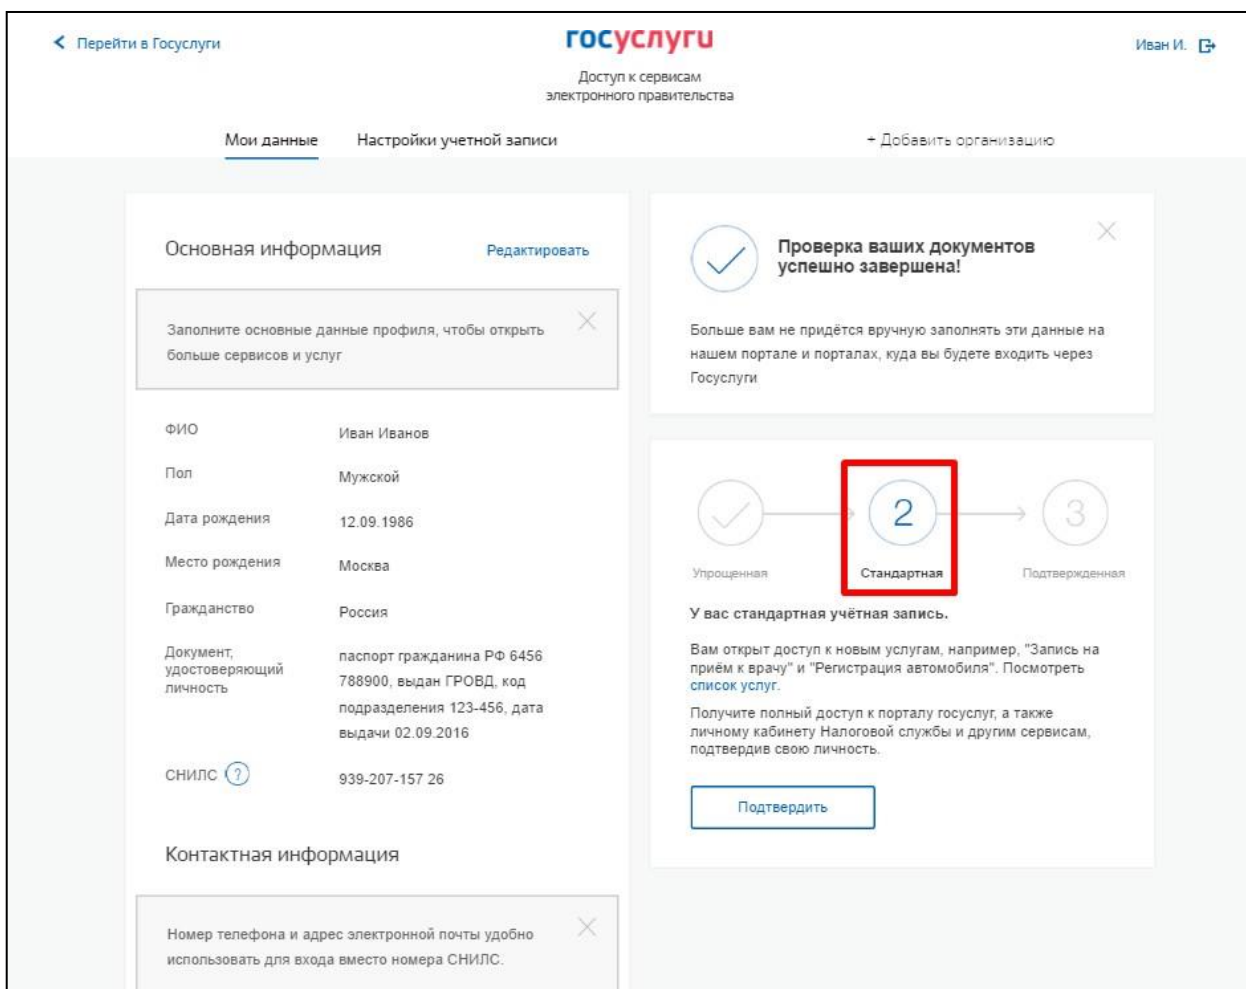 Перейти в Госуслуги
госуслуги
Иван И.
Доступ к сервисам
электронного правительства
Мои данные
Настройки учетной записи
+ Добавить организацию
Основная информация
Редактировать
Заполните основные данные профиля, чтобы открыть
больше сервисов и услуг
ФИО
Иван Иванов
Пол
Мужской
Дата рождения
12.09.1986
Место рождения
Москва
Гражданство
Россия
Документ,
удостоверяющий
личность
паспорт гражданина РФ 6456
788900, выдан ГРОВД, код
подразделения 123-456, дата
выдачи 02.09.2016
СНИЛС ?
939-207-157 26
Контактная информация
Номер телефона и адрес электронной почты удобно
использовать для входа вместо номера СНИЛС.
Проверка ваших документов
успешно завершена!
Больше вам не придётся вручную заполнять эти данные на
нашем портале и порталах, куда вы будете входить через
Госуслуги
2
3
Упрощенная
Стандартная
Подтвержденная
У вас стандартная учётная запись.
Вам открыт доступ к новым услугам, например, "Запись на
приём к врачу" и "Регистрация автомобиля". Посмотреть
список услуг.
Получите полный доступ к порталу госуслуг, а также
личному кабинету Налоговой службы и другим сервисам,
подтвердив свою личность.
Подтвердить